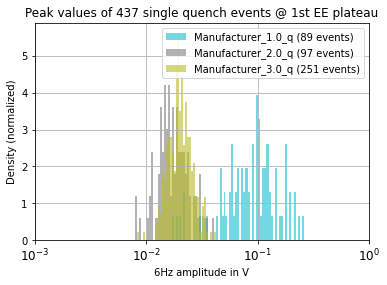 Peak values of 437 single quench events @ 1st EE plateau
Manufacturer_1.0_q (89 events)
Manufacturer_2.0_q (97 events)
Manufacturer_3.0_q (251 events)
Density (normalized)
5
4
3
2
1
0
10⁻³ 10⁻² 10⁻¹ 10⁰
6Hz amplitude in V